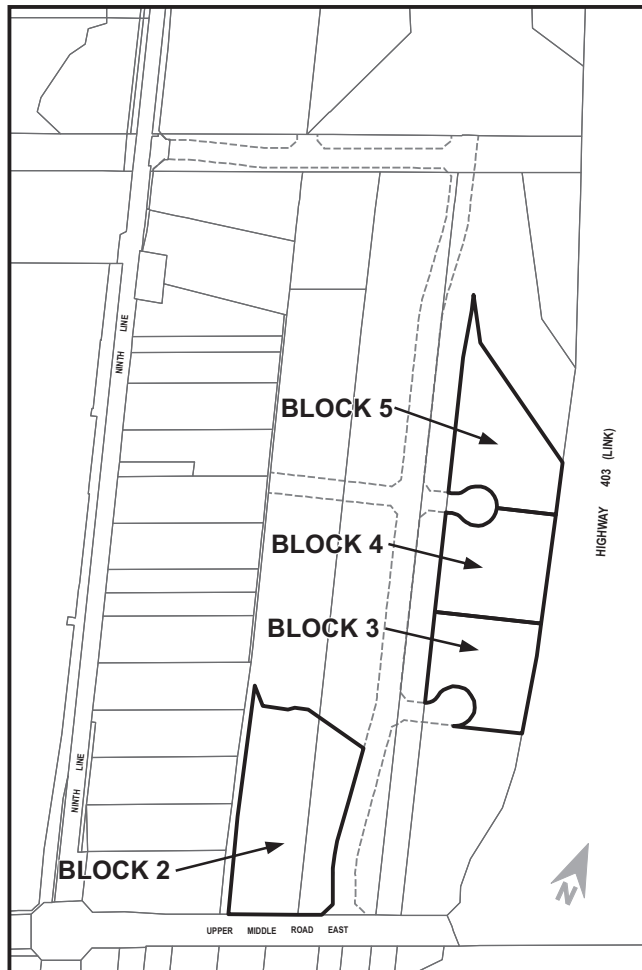 NINTH LINE
BLOCK 5
HIGHWAY 403 (LINK)
BLOCK 4
BLOCK 3
NINTH LINE
BLOCK 2
N
UPPER MIDDLE ROAD EAST